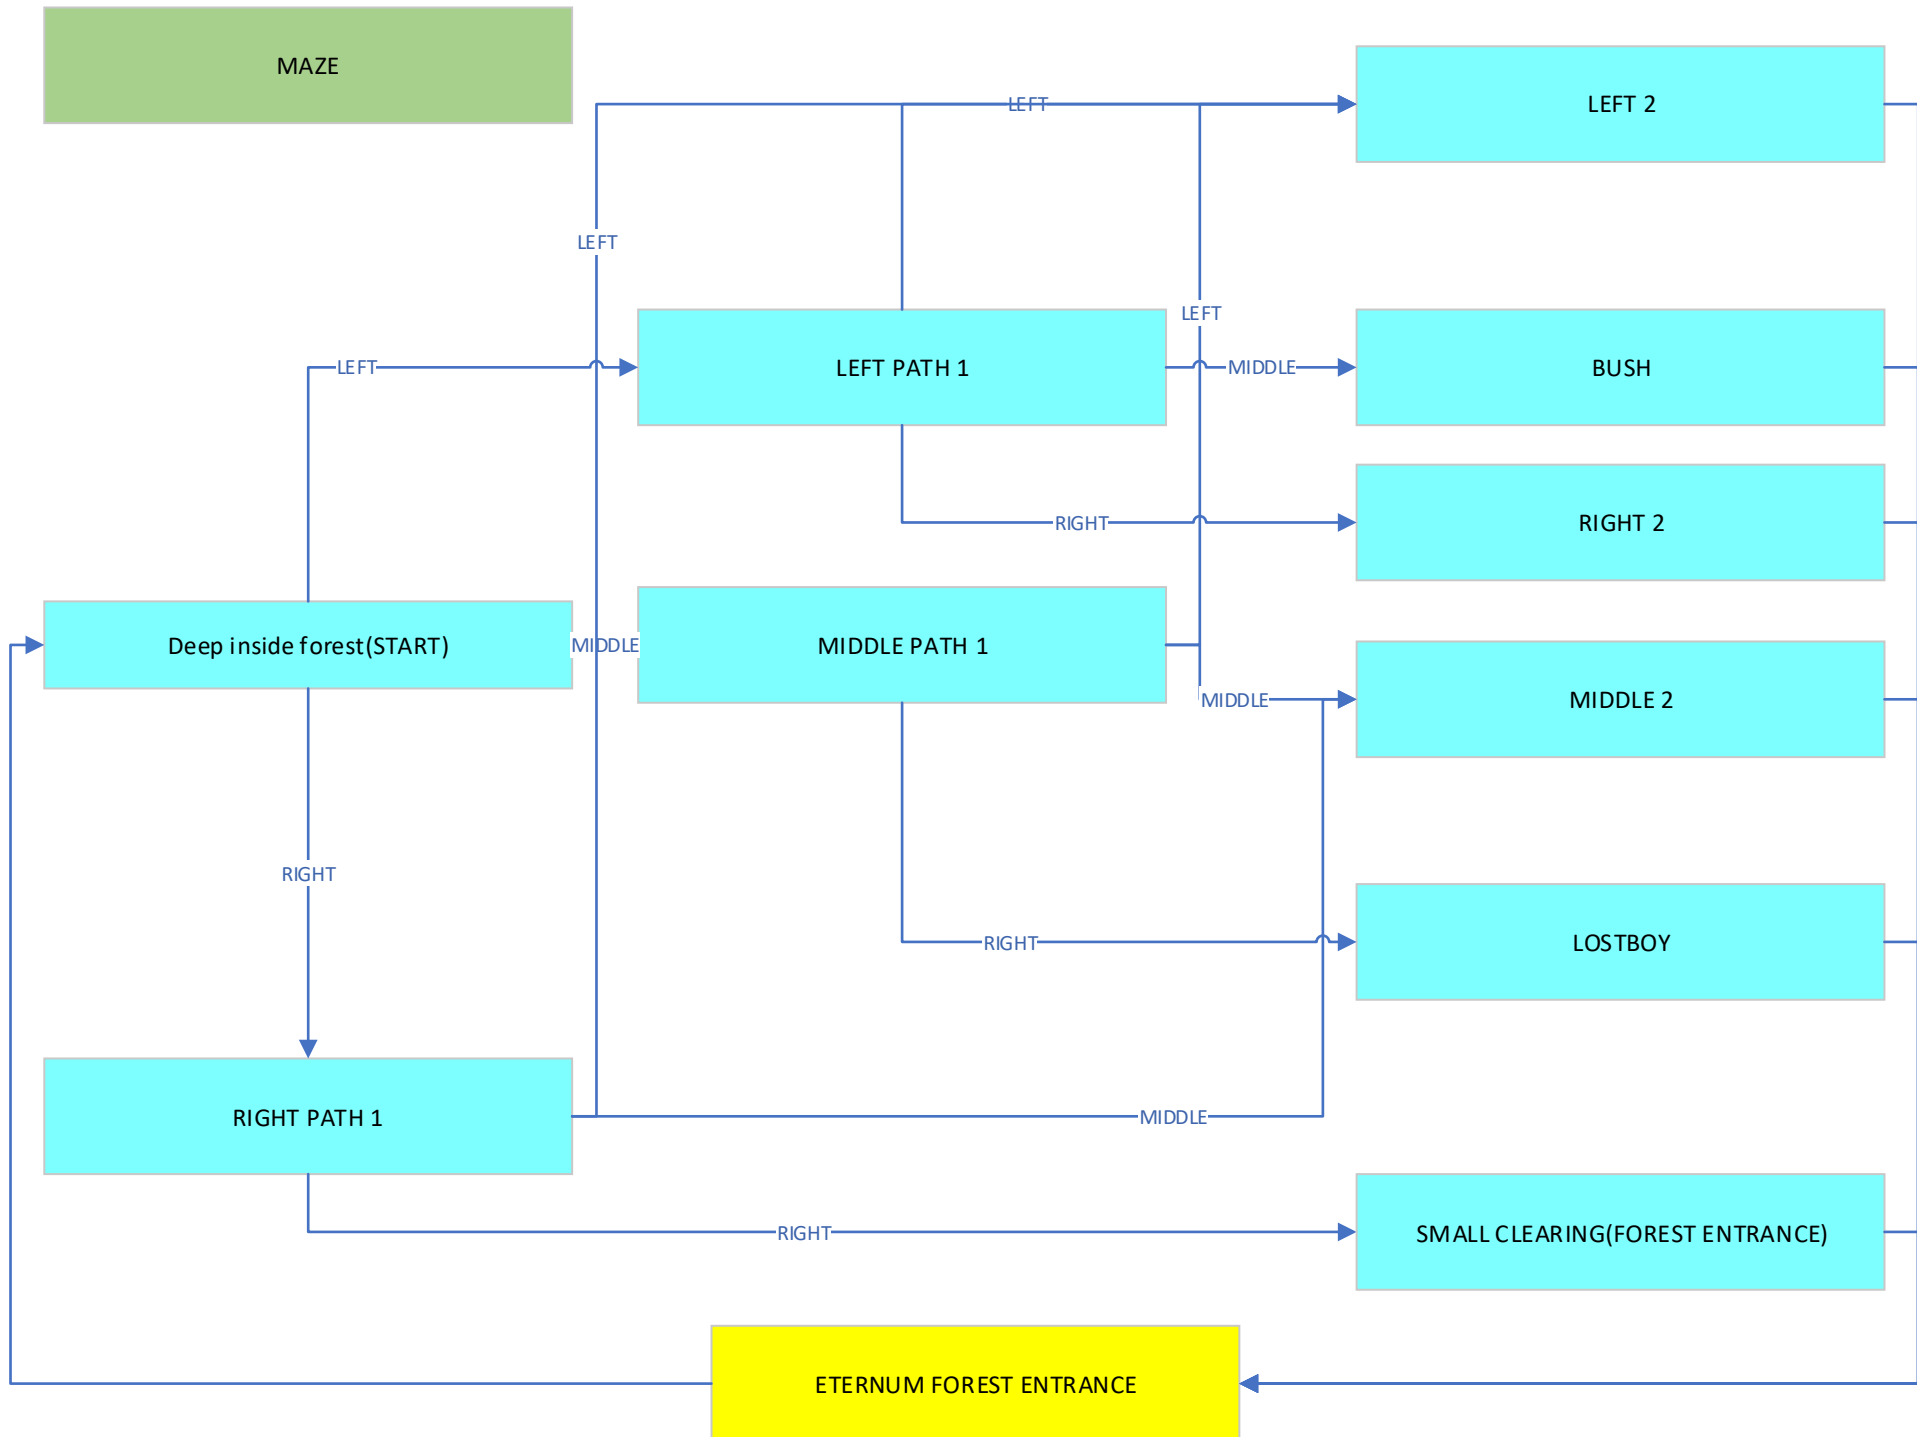 MAZE
LEFT 2
LEFT
LEFT
LEFT
LEFT
LEFT PATH 1
MIDDLE
BUSH
RIGHT
RIGHT 2
Deep inside forest(START)
MIDDLE
MIDDLE PATH 1
MIDDLE
MIDDLE 2
RIGHT
RIGHT
LOSTBOY
RIGHT PATH 1
MIDDLE
RIGHT
SMALL CLEARING(FOREST ENTRANCE)
ETERNUM FOREST ENTRANCE